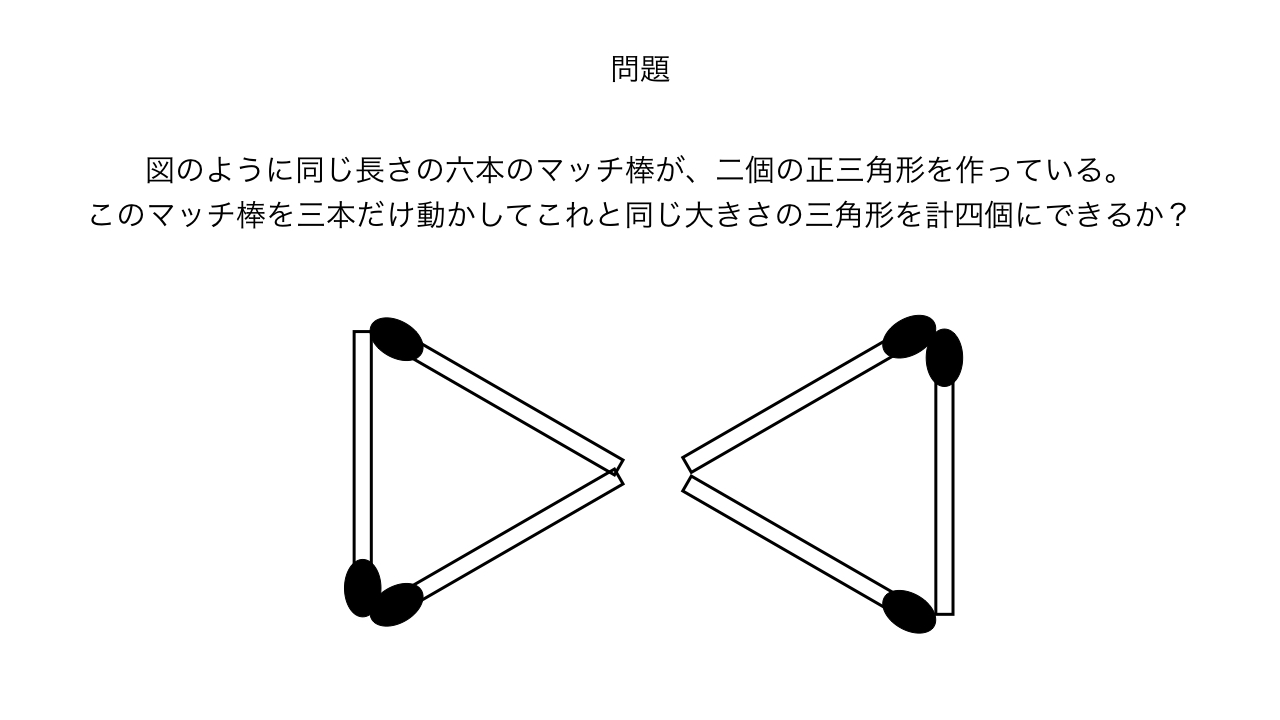 問題
図のように同じ長さの六本のマッチ棒が、二個の正三角形を作っている。
このマッチ棒を三本だけ動かしてこれと同じ大きさの三角形を計四個にできるか？